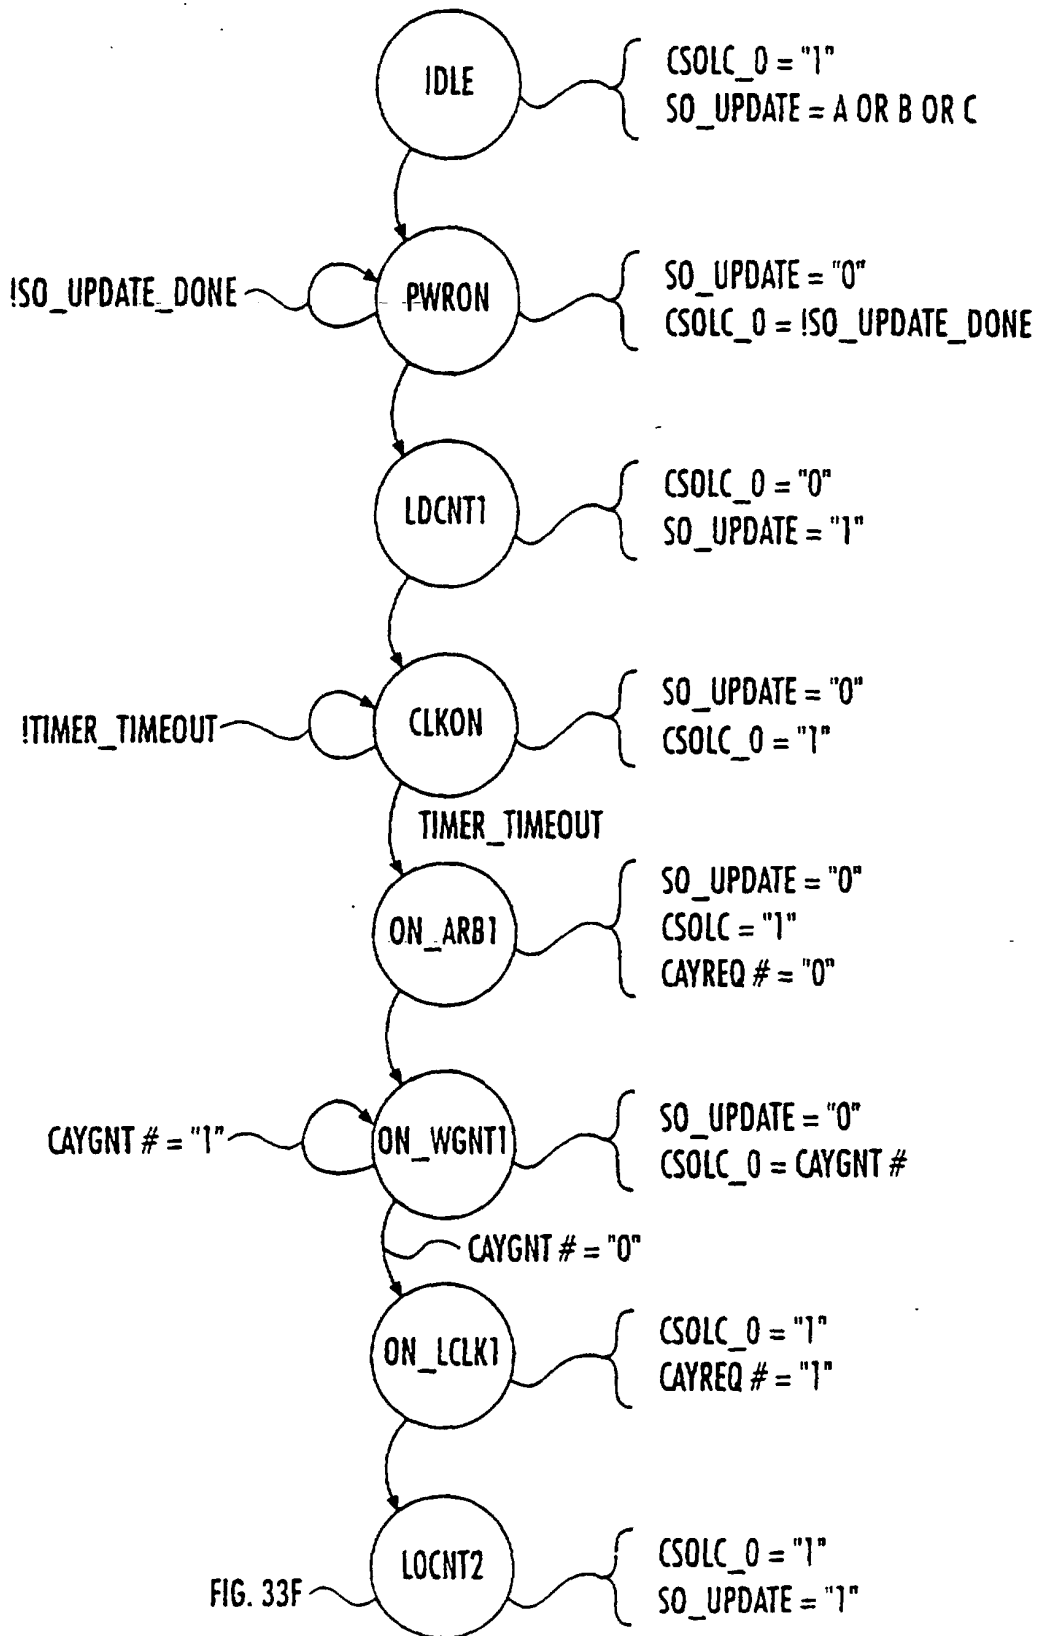 IDLE
CSOLC_0 = "1"
SO_UPDATE = A OR B OR C
!SO_UPDATE_DONE
PWRON
SO_UPDATE = "0"
CSOLC_0 = !SO_UPDATE_DONE
LDCNT1
CSOLC_0 = "0"
SO_UPDATE = "1"
!TIMER_TIMEOUT
CLKON
SO_UPDATE = "0"
CSOLC_0 = "1"
TIMER_TIMEOUT
ON_ARB1
SO_UPDATE = "0"
CSOLC = "1"
CAYREQ # = "0"
CAYGNT # = "1"
ON_WGNT1
SO_UPDATE = "0"
CSOLC_0 = CAYGNT #
CAYGNT # = "0"
ON_LCLK1
CSOLC_0 = "1"
CAYREQ # = "1"
FIG. 33F
LOCNT2
CSOLC_0 = "1"
SO_UPDATE = "1"